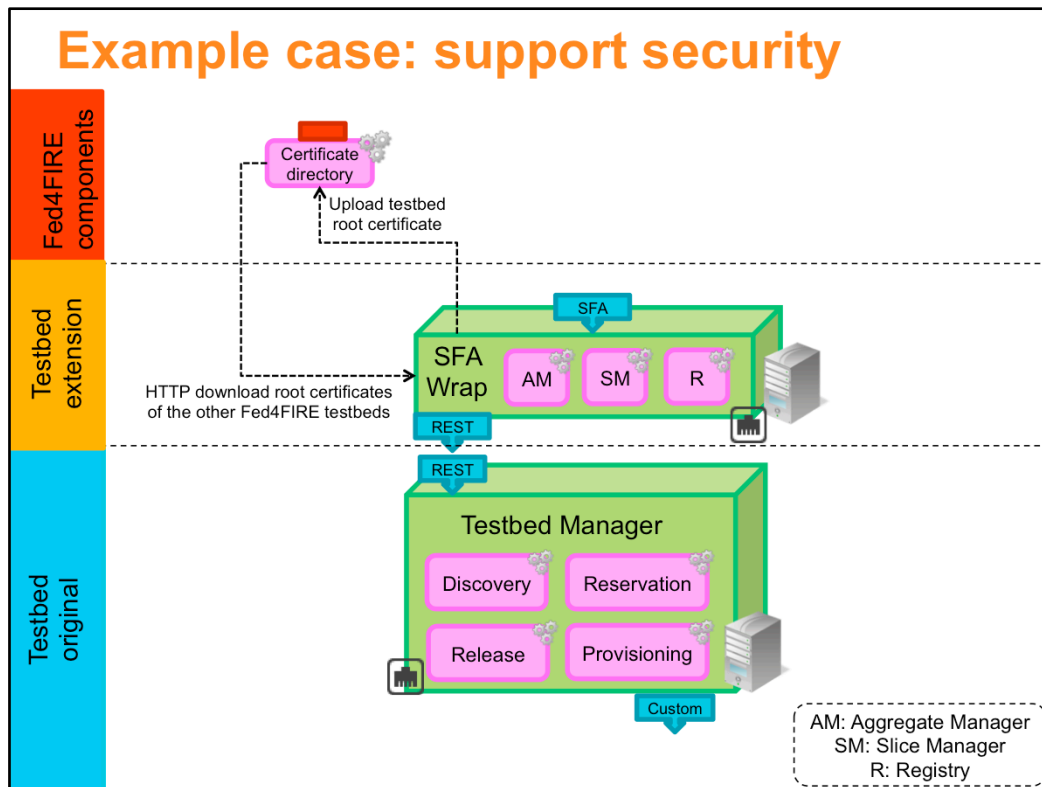 Example case: support security
Fed4FIRE
components
Certificate
directory
Upload testbed
root certificate
Testbed
extension
HTTP download root certificates
of the other Fed4FIRE testbeds
SFA
SFA
Wrap
AM
SM
R
REST
Testbed
original
REST
Testbed Manager
Discovery
Reservation
Release
Provisioning
Custom
AM: Aggregate Manager
SM: Slice Manager
R: Registry